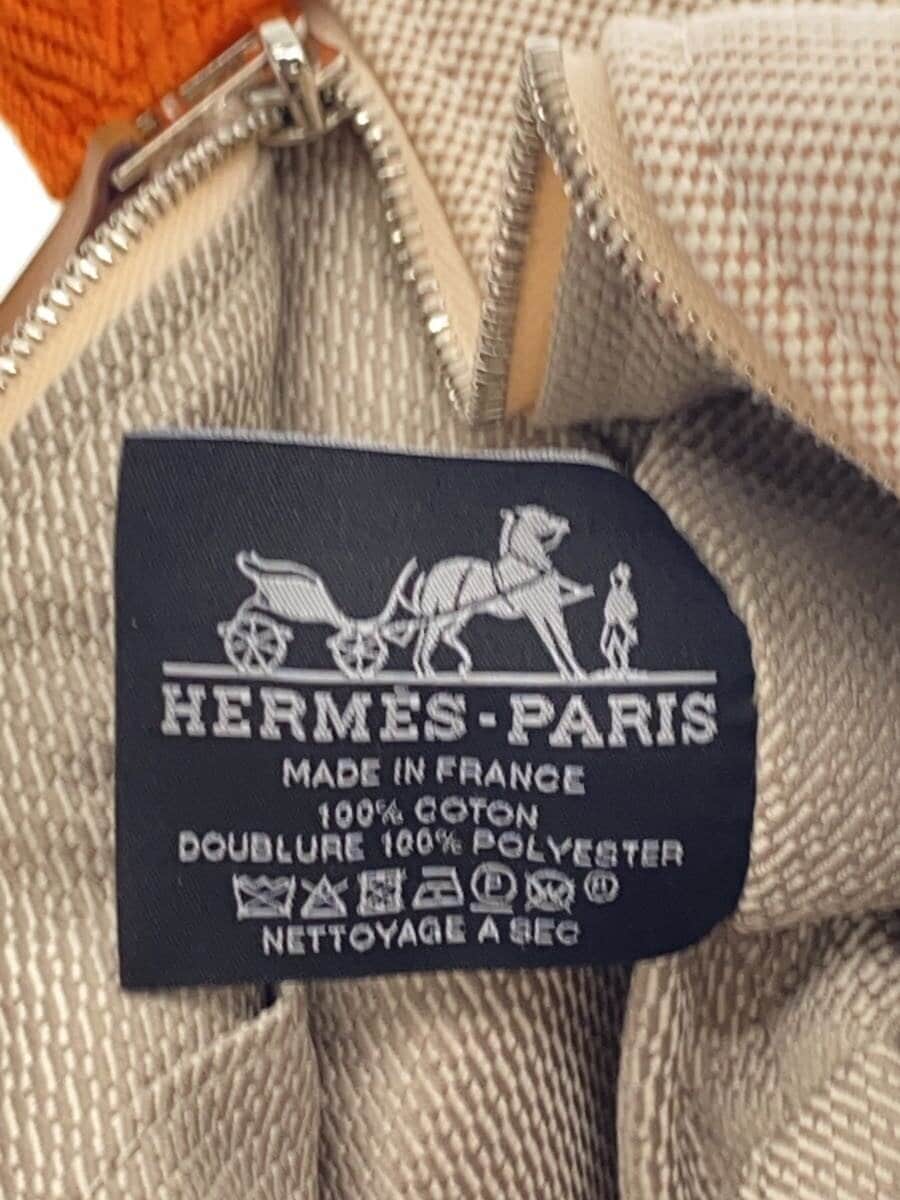 HERMÈS-PARIS
MADE IN FRANCE
100% COTON
DOUBLURE 100% POLYESTER
NETTOYAGE A SEC